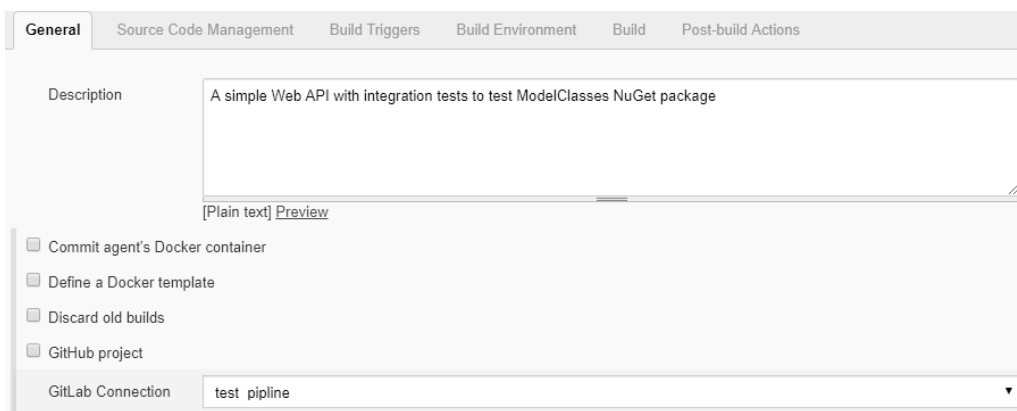 General Source Code Management Build Triggers Build Environment Build Post-build Actions
Description A simple Web API with integration tests to test ModelClasses NuGet package
[Plain text] Preview
Commit agent's Docker container
Define a Docker template
Discard old builds
GitHub project
GitLab Connection test pipline